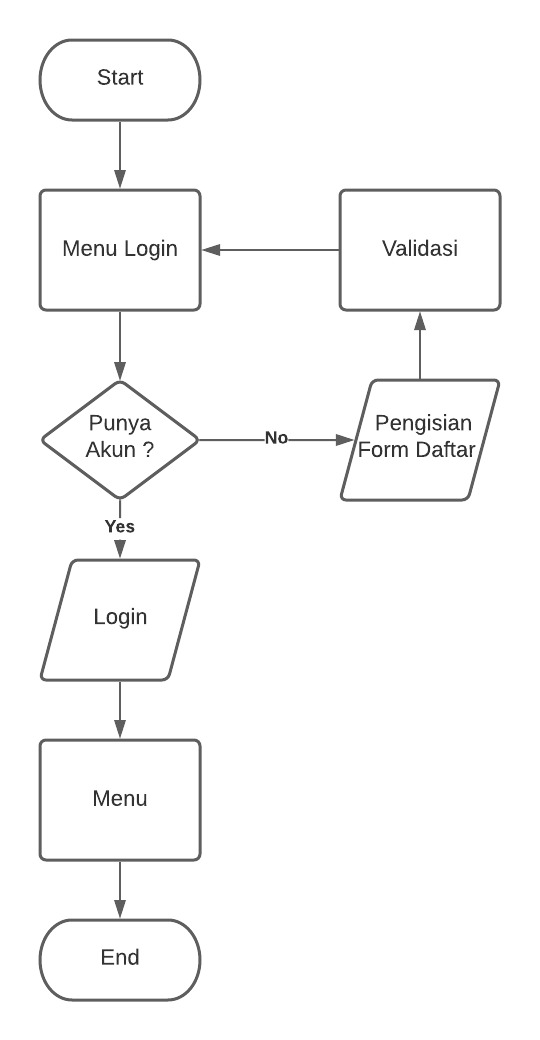 Start
Menu Login
Validasi
Punya
Akun ?
No
Pengisian
Form Daftar
Yes
Login
Menu
End